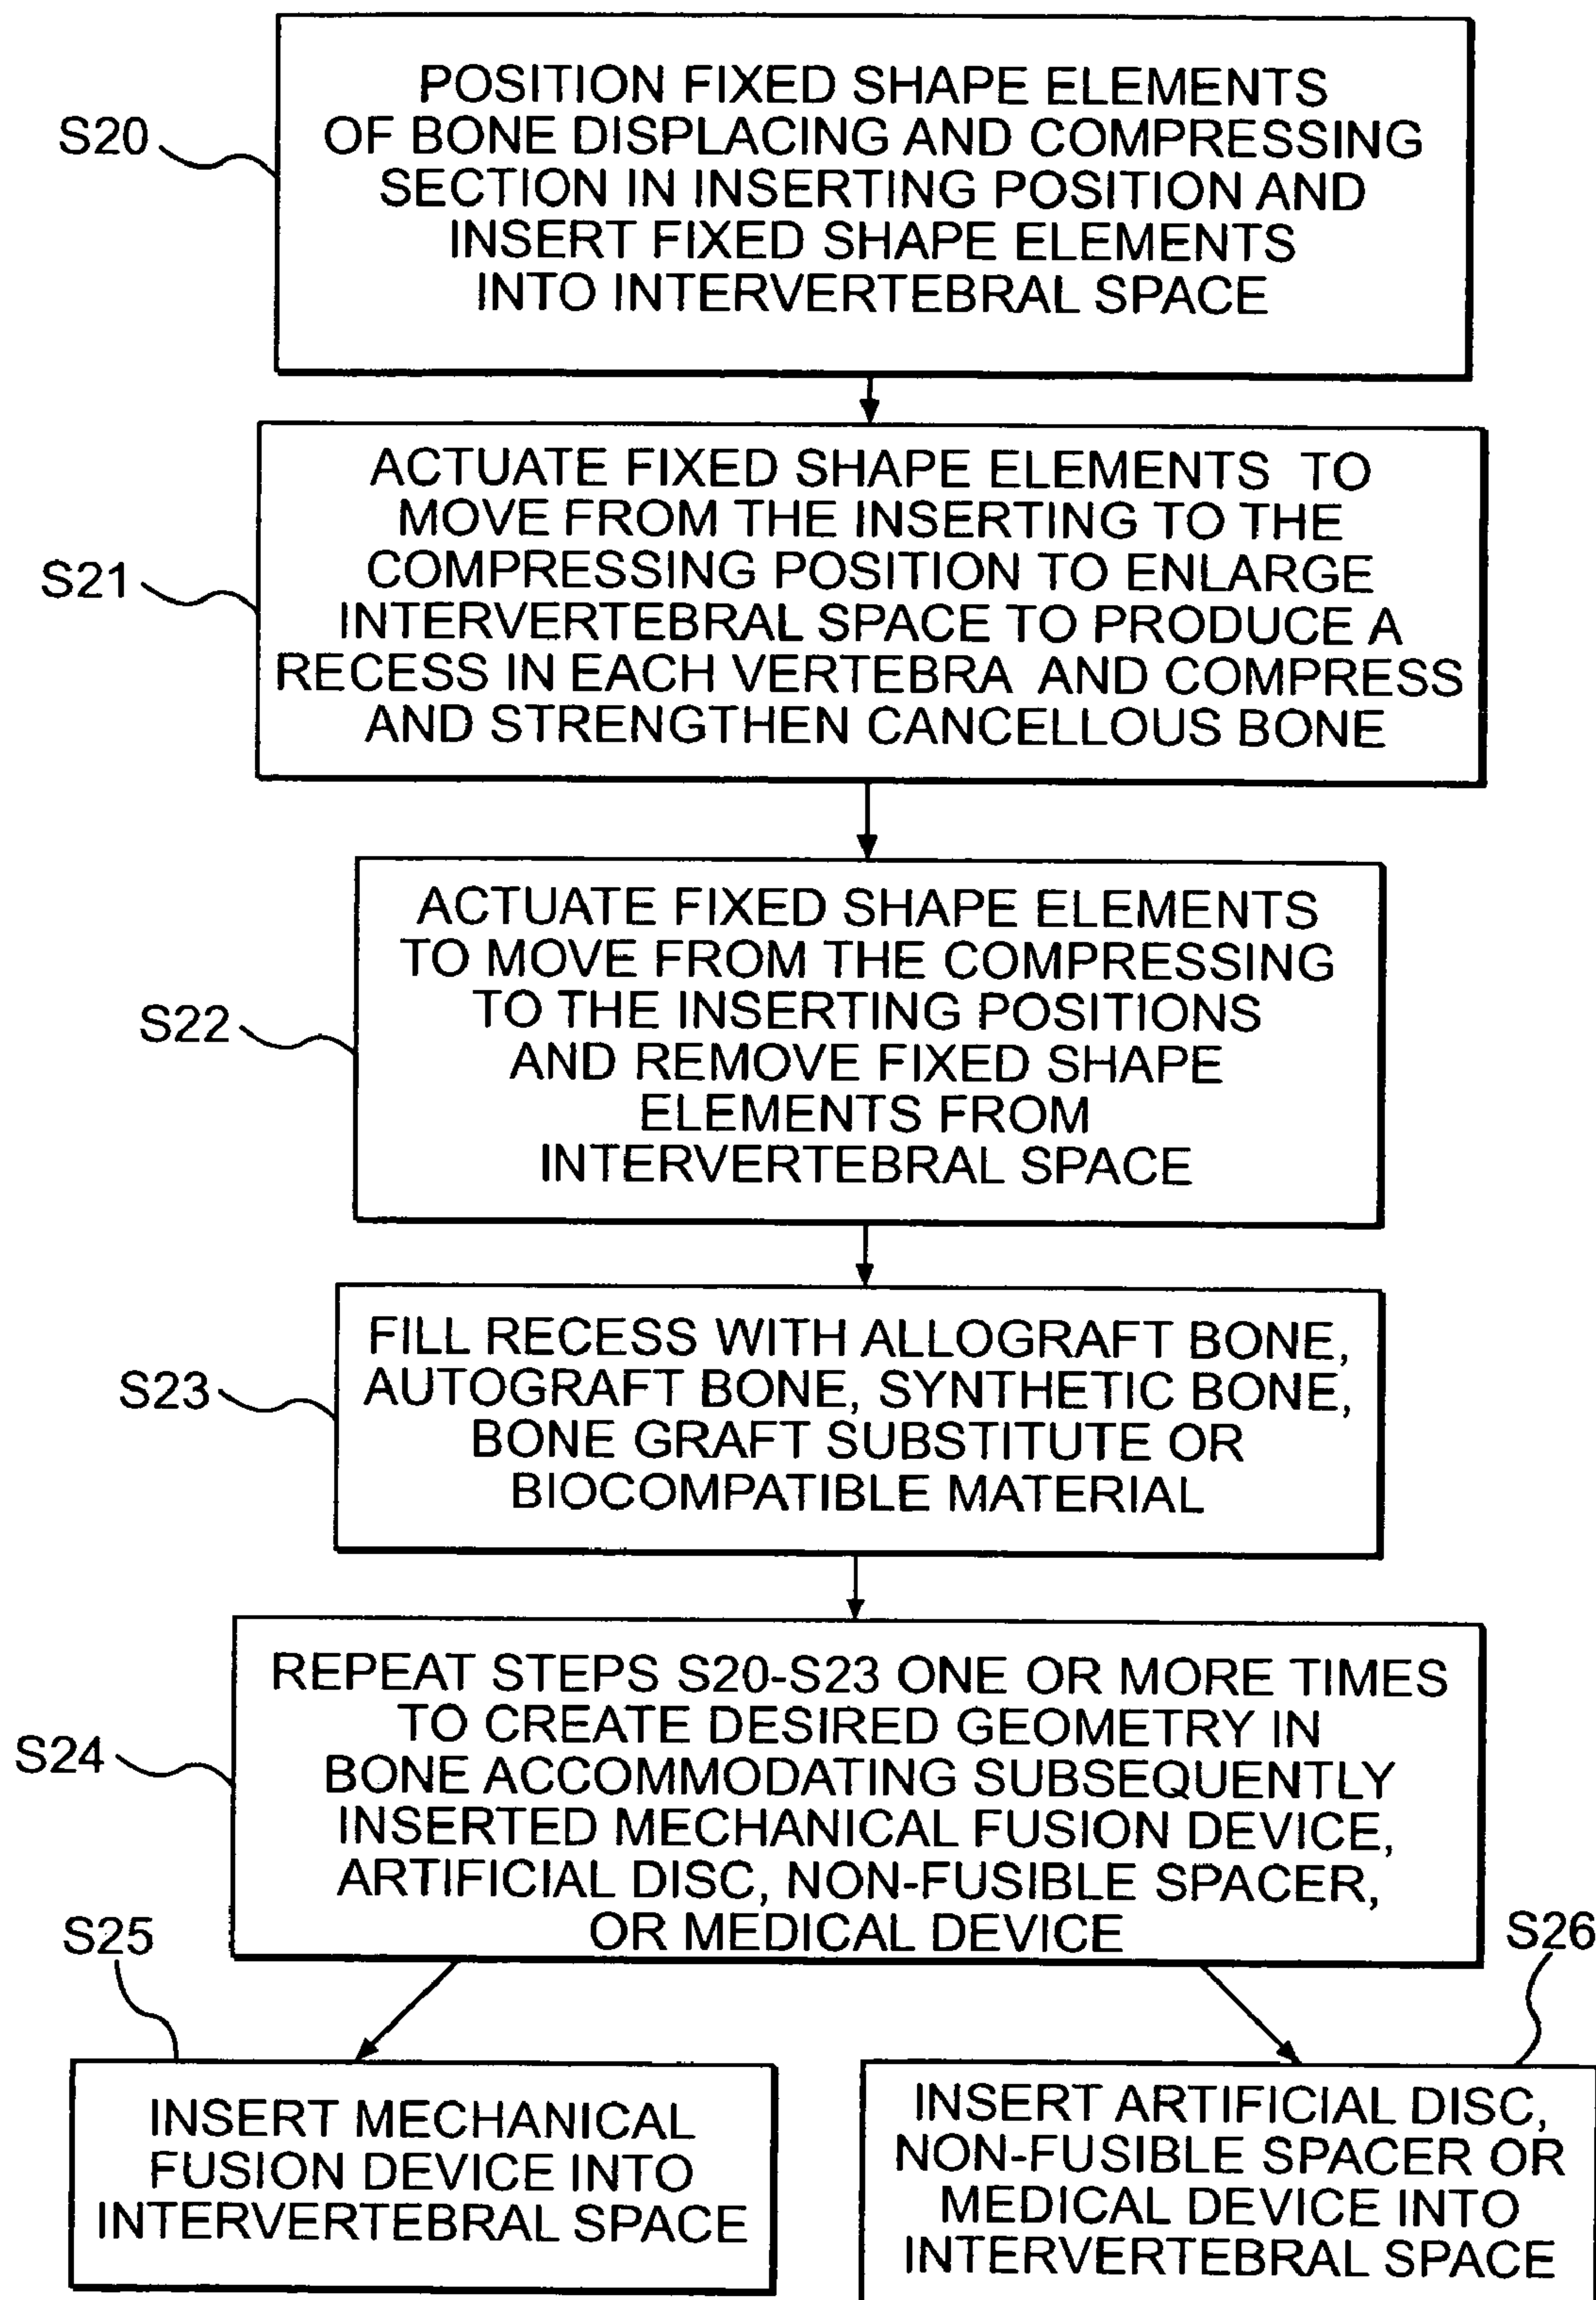 POSITION FIXED SHAPE ELEMENTS
OF BONE DISPLACING AND COMPRESSING
SECTION IN INSERTING POSITION AND
INSERT FIXED SHAPE ELEMENTS
INTO INTERVERTEBRAL SPACE
S20
ACTUATE FIXED SHAPE ELEMENTS TO
MOVE FROM THE INSERTING TO THE
COMPRESSING POSITION TO ENLARGE
INTERVERTEBRAL SPACE TO PRODUCE A
RECESS IN EACH VERTEBRA AND COMPRESS
AND STRENGTHEN CANCELLOUS BONE
S21
ACTUATE FIXED SHAPE ELEMENTS
TO MOVE FROM THE COMPRESSING
TO THE INSERTING POSITIONS
AND REMOVE FIXED SHAPE
ELEMENTS FROM
INTERVERTEBRAL SPACE
S22
FILL RECESS WITH ALLOGRAFT BONE,
AUTOGRAFT BONE, SYNTHETIC BONE,
BONE GRAFT SUBSTITUTE OR
BIOCOMPATIBLE MATERIAL
S23
REPEAT STEPS S20-S23 ONE OR MORE TIMES
TO CREATE DESIRED GEOMETRY IN
BONE ACCOMMODATING SUBSEQUENTLY
INSERTED MECHANICAL FUSION DEVICE,
ARTIFICIAL DISC, NON-FUSIBLE SPACER,
OR MEDICAL DEVICE
S24
S25
INSERT MECHANICAL
FUSION DEVICE INTO
INTERVERTEBRAL SPACE
S26
INSERT ARTIFICIAL DISC,
NON-FUSIBLE SPACER OR
MEDICAL DEVICE INTO
INTERVERTEBRAL SPACE